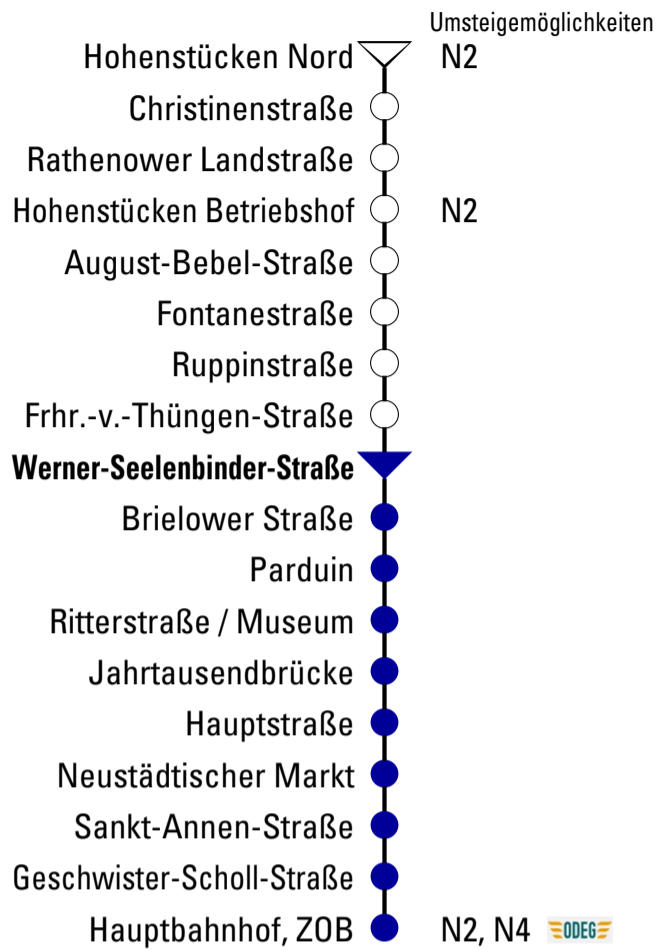 Umsteigemöglichkeiten
Hohenstücken Nord N2
Christinenstraße
Rathenower Landstraße
Hohenstücken Betriebshof N2
August-Bebel-Straße
Fontanestraße
Ruppinstraße
Frhr.-v.-Thüngen-Straße
Werner-Seelenbinder-Straße
Brielower Straße
Parduin
Ritterstraße / Museum
Jahrtausendbrücke
Hauptstraße
Neustädtischer Markt
Sankt-Annen-Straße
Geschwister-Scholl-Straße
Hauptbahnhof, ZOB N2, N4 ODEG